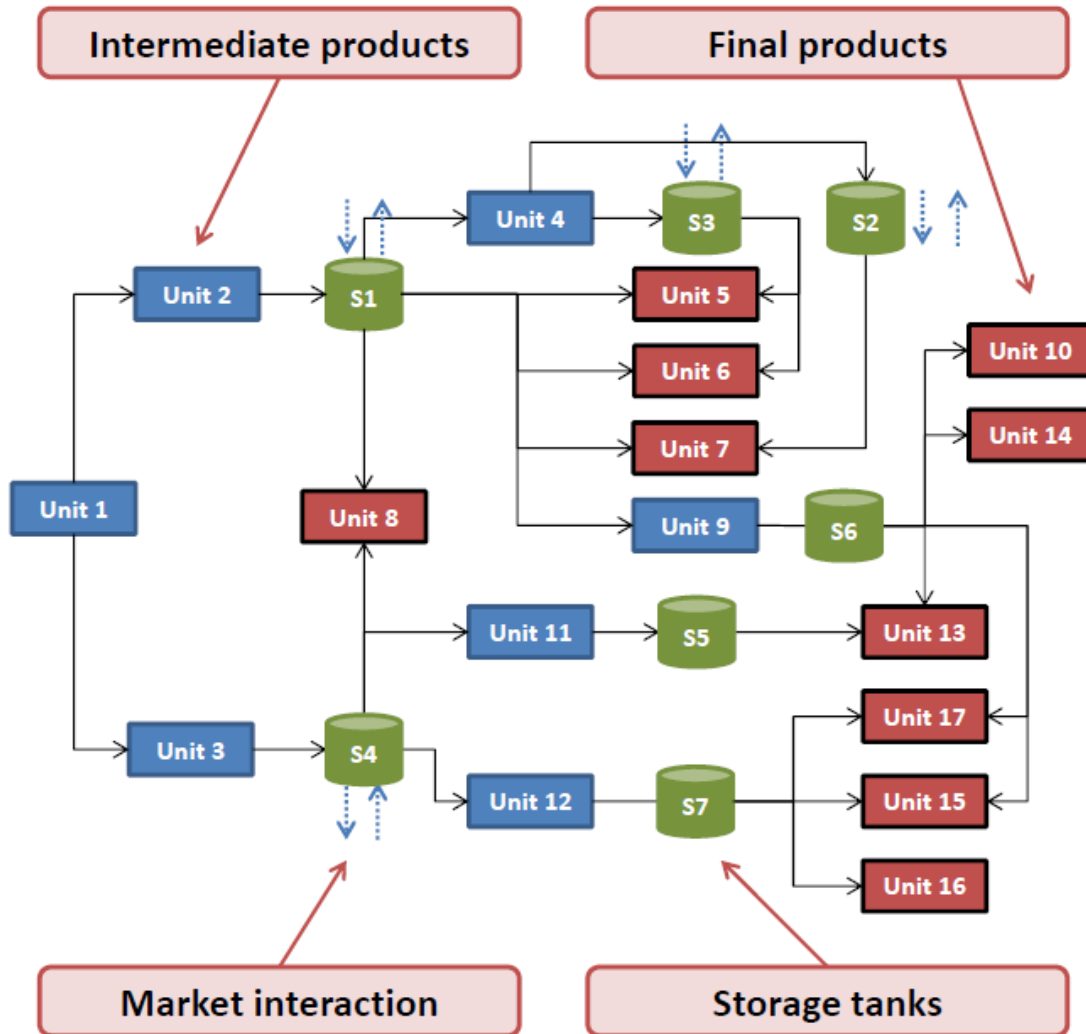 Intermediate products
Final products
Unit 4
S3
S2
Unit 2
S1
Unit 5
Unit 10
Unit 6
Unit 14
Unit 7
Unit 1
Unit 8
Unit 9
S6
Unit 11
S5
Unit 13
Unit 3
S4
Unit 17
Unit 12
S7
Unit 15
Unit 16
Market interaction
Storage tanks